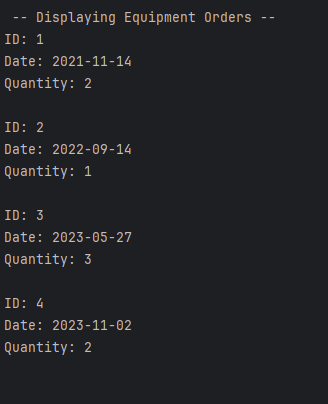 -- Displaying Equipment Orders --
ID: 1
Date: 2021-11-14
Quantity: 2
ID: 2
Date: 2022-09-14
Quantity: 1
ID: 3
Date: 2023-05-27
Quantity: 3
ID: 4
Date: 2023-11-02
Quantity: 2